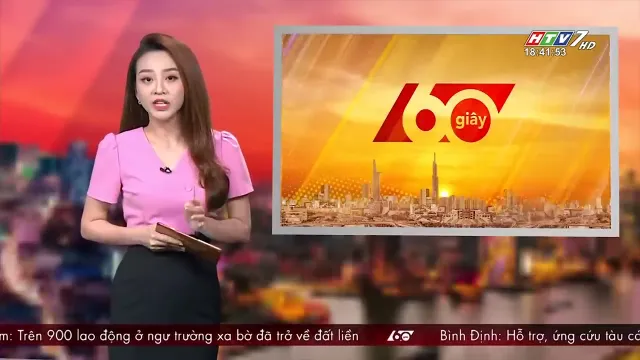 HTV7 HD
18:41:53
60 giây
m: Trên 900 lao động ở ngư trường xa bờ đã trở về đất liền 60 Bình Định: Hỗ trợ, ứng cứu tàu cá